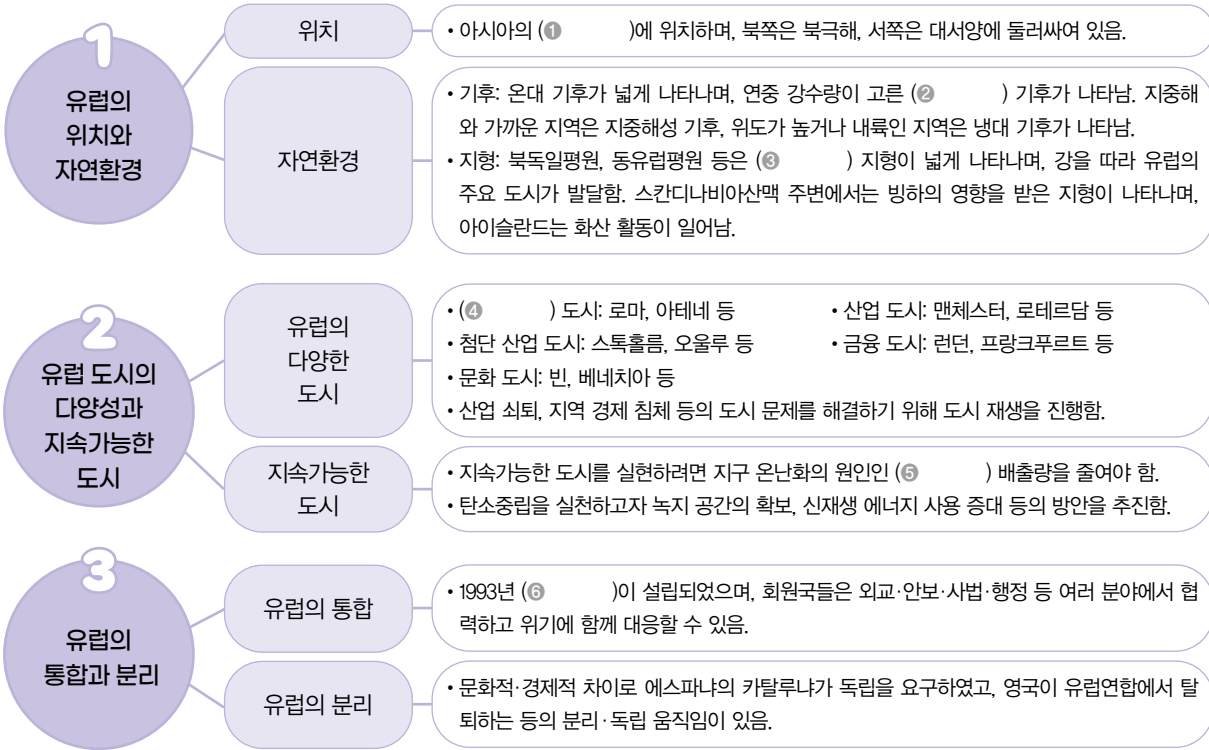 1
유럽의
위치와
자연환경
위치
• 아시아의 (❶ )에 위치하며, 북쪽은 북극해, 서쪽은 대서양에 둘러싸여 있음.
자연환경
• 기후: 온대 기후가 넓게 나타나며, 연중 강수량이 고른 (❷ ) 기후가 나타남. 지중해
와 가까운 지역은 지중해성 기후, 위도가 높거나 내륙인 지역은 냉대 기후가 나타남.
• 지형: 북독일평원, 동유럽평원 등은 (❸ ) 지형이 넓게 나타나며, 강을 따라 유럽의
주요 도시가 발달함. 스칸디나비아산맥 주변에서는 빙하의 영향을 받은 지형이 나타나며,
아이슬란드는 화산 활동이 일어남.
2
유럽 도시의
다양성과
지속가능한
도시
유럽의
다양한
도시
• (❹ ) 도시: 로마, 아테네 등 • 산업 도시: 맨체스터, 로테르담 등
• 첨단 산업 도시: 스톡홀름, 오울루 등 • 금융 도시: 런던, 프랑크푸르트 등
• 문화 도시: 빈, 베네치아 등
• 산업 쇠퇴, 지역 경제 침체 등의 도시 문제를 해결하기 위해 도시 재생을 진행함.
지속가능한
도시
• 지속가능한 도시를 실현하려면 지구 온난화의 원인인 (❺ ) 배출량을 줄여야 함.
• 탄소중립을 실천하고자 녹지 공간의 확보, 신재생 에너지 사용 증대 등의 방안을 추진함.
3
유럽의
통합과 분리
유럽의 통합
• 1993년 (❻ )이 설립되었으며, 회원국들은 외교·안보·사법·행정 등 여러 분야에서 협
력하고 위기에 함께 대응할 수 있음.
유럽의 분리
• 문화적·경제적 차이로 에스파냐의 카탈루냐가 독립을 요구하였고, 영국이 유럽연합에서 탈
퇴하는 등의 분리·독립 움직임이 있음.